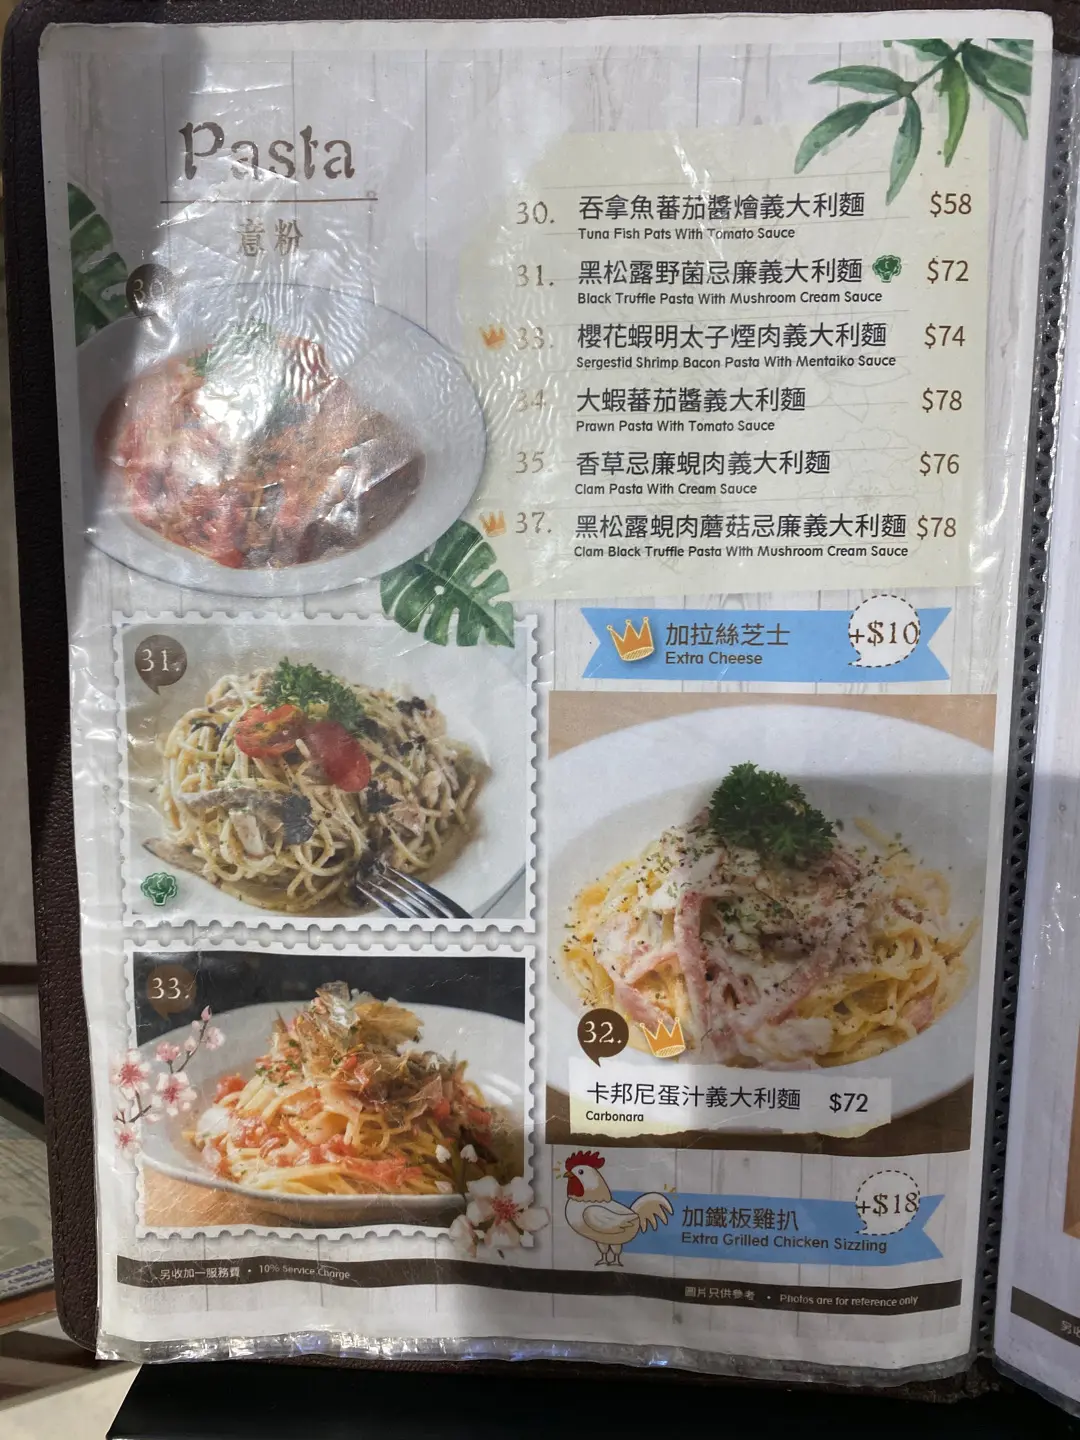 Pasta
意粉
30.
30. 吞拿魚蕃茄醬燴義大利麵 $58
Tuna Fish Pats With Tomato Sauce
31. 黑松露野菌忌廉義大利麵 $72
Black Truffle Pasta With Mushroom Cream Sauce
33. 櫻花蝦明太子煙肉義大利麵 $74
Sergestid Shrimp Bacon Pasta With Mentaiko Sauce
34. 大蝦蕃茄醬義大利麵 $78
Prawn Pasta With Tomato Sauce
35. 香草忌廉蜆肉義大利麵 $76
Clam Pasta With Cream Sauce
37. 黑松露蜆肉蘑菇忌廉義大利麵 $78
Clam Black Truffle Pasta With Mushroom Cream Sauce
加拉絲芝士 +$10
Extra Cheese
31.
33.
32.
卡邦尼蛋汁義大利麵 $72
Carbonara
加鐵板雞扒 +$18
Extra Grilled Chicken Sizzling
另收加一服務費 • 10% Service Charge
圖片只供參考 • Photos are for reference only